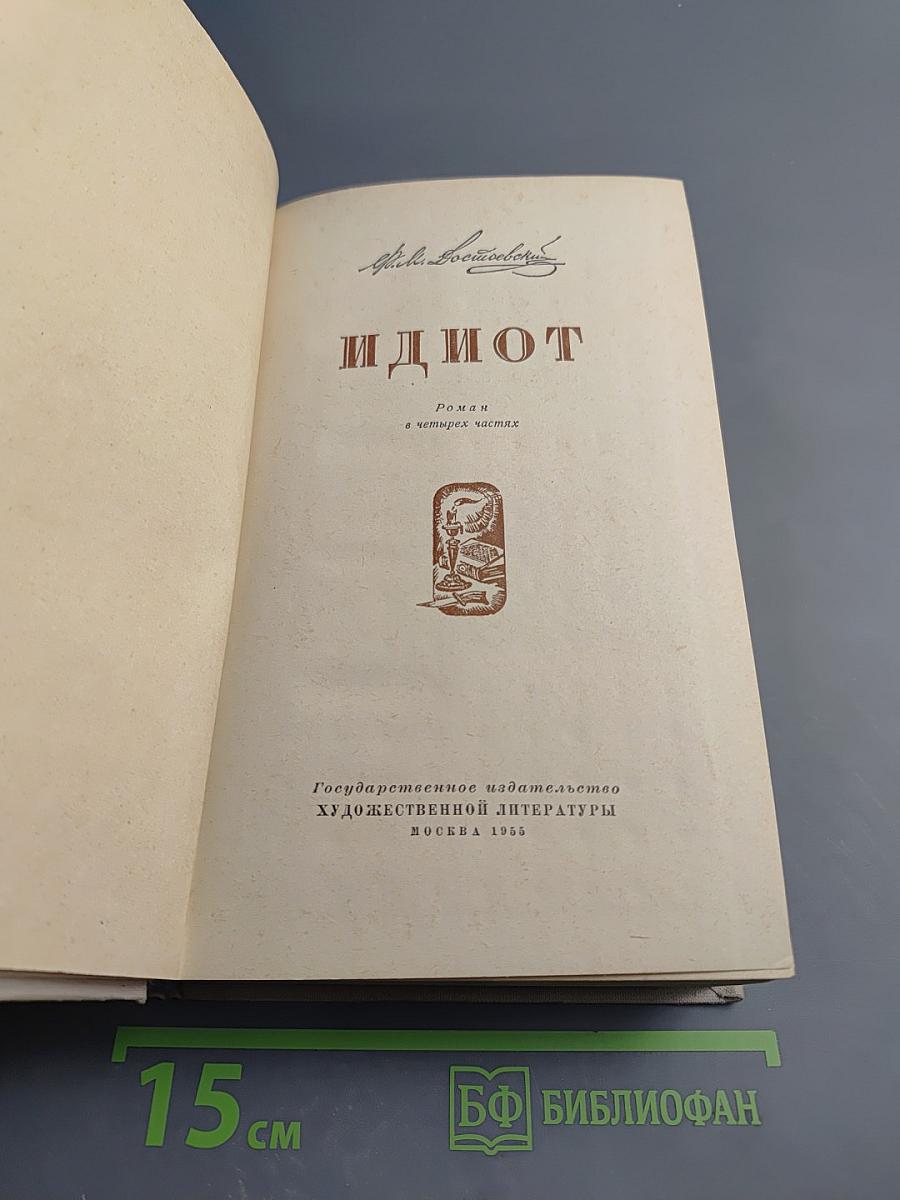 Ф. М. Достоевский
ИДИОТ
Роман
в четырех частях
Государственное издательство
ХУДОЖЕСТВЕННОЙ ЛИТЕРАТУРЫ
МОСКВА 1955
15 см
БФ БИБЛИОФАН